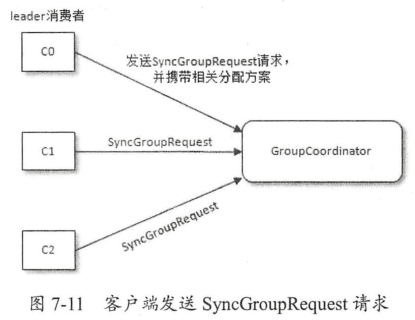 leader消费者
C0
发送SyncGroupRequest请求，
并携带相关分配方案
C1
SyncGroupRequest
GroupCoordinator
SyncGroupRequest
C2
图 7-11 客户端发送 SyncGroupRequest 请求